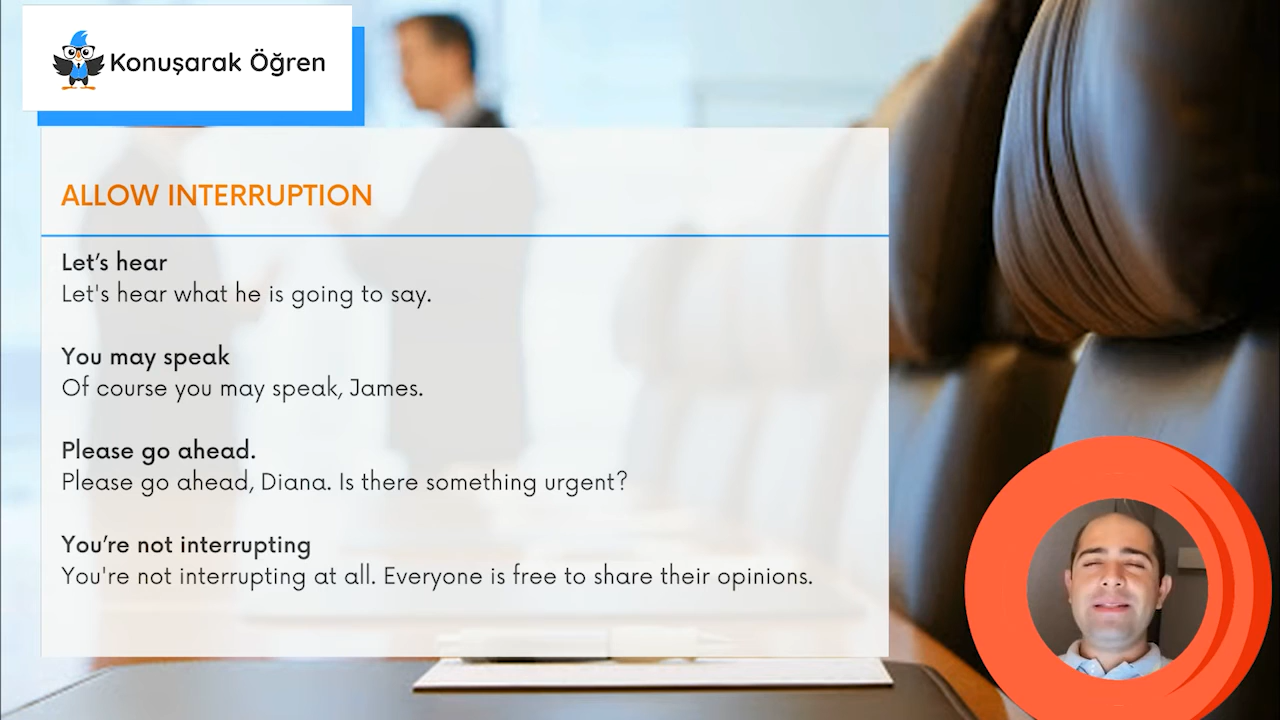 Konuşarak Öğren
ALLOW INTERRUPTION
Let’s hear
Let's hear what he is going to say.
You may speak
Of course you may speak, James.
Please go ahead.
Please go ahead, Diana. Is there something urgent?
You’re not interrupting
You're not interrupting at all. Everyone is free to share their opinions.